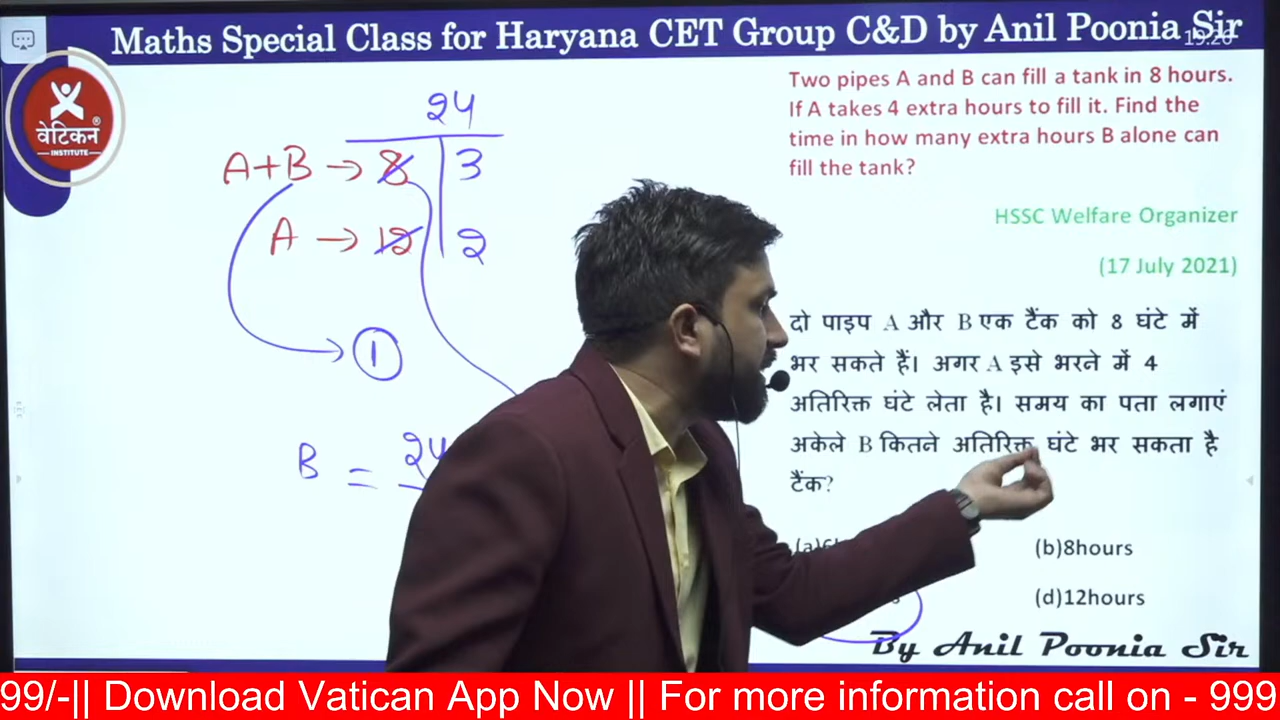 Maths Special Class for Haryana CET Group C&D by Anil Poonia Sir
वेटिकन
INSTITUTE
24
A+B → 8 3
A → 12 2
1
B = 24
Two pipes A and B can fill a tank in 8 hours.
If A takes 4 extra hours to fill it. Find the
time in how many extra hours B alone can
fill the tank?
HSSC Welfare Organizer
(17 July 2021)
दो पाइप A और B एक टैंक को 8 घंटे में
भर सकते हैं। अगर A इसे भरने में 4
अतिरिक्त घंटे लेता है। समय का पता लगाएं
अकेले B कितने अतिरिक्त घंटे भर सकता है
टैंक?
(b)8hours
(d)12hours
By Anil Poonia Sir
99/-|| Download Vatican App Now || For more information call on - 999